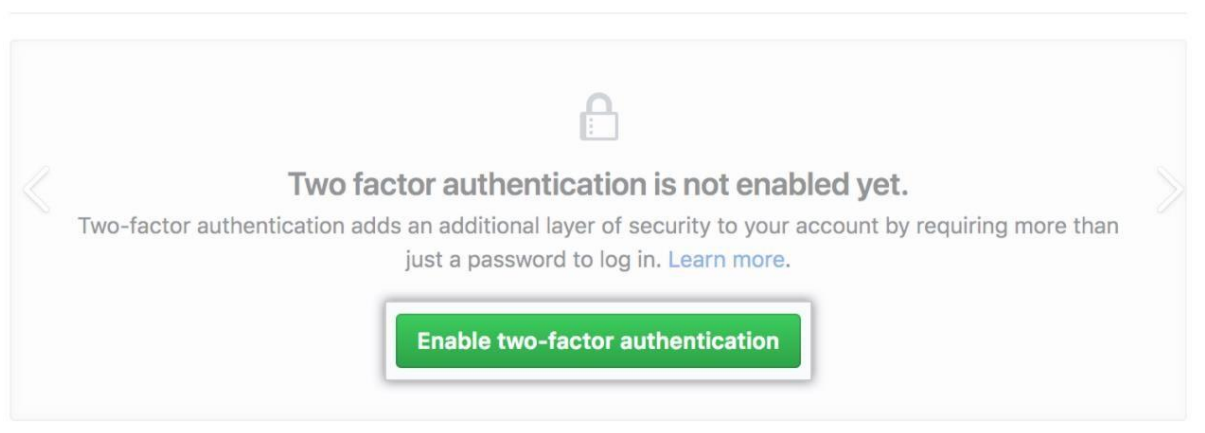 Two factor authentication is not enabled yet.
Two-factor authentication adds an additional layer of security to your account by requiring more than
just a password to log in. Learn more.
Enable two-factor authentication